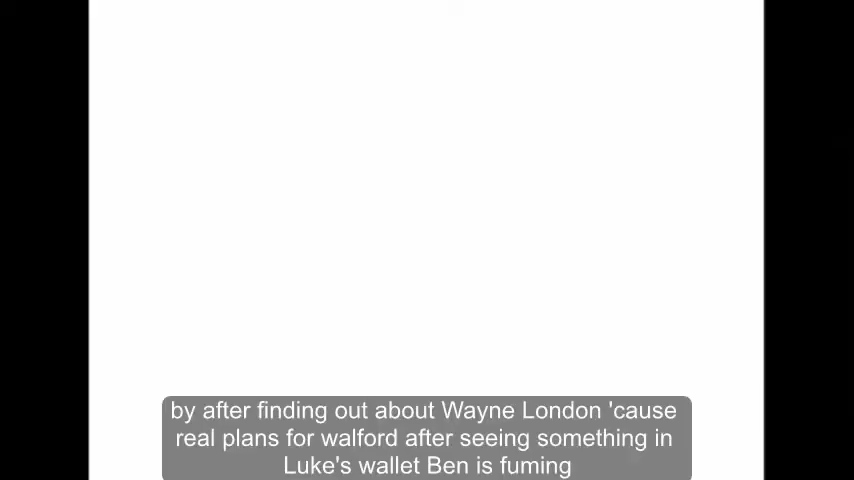 by after finding out about Wayne London 'cause
real plans for walford after seeing something in
Luke's wallet Ben is fuming